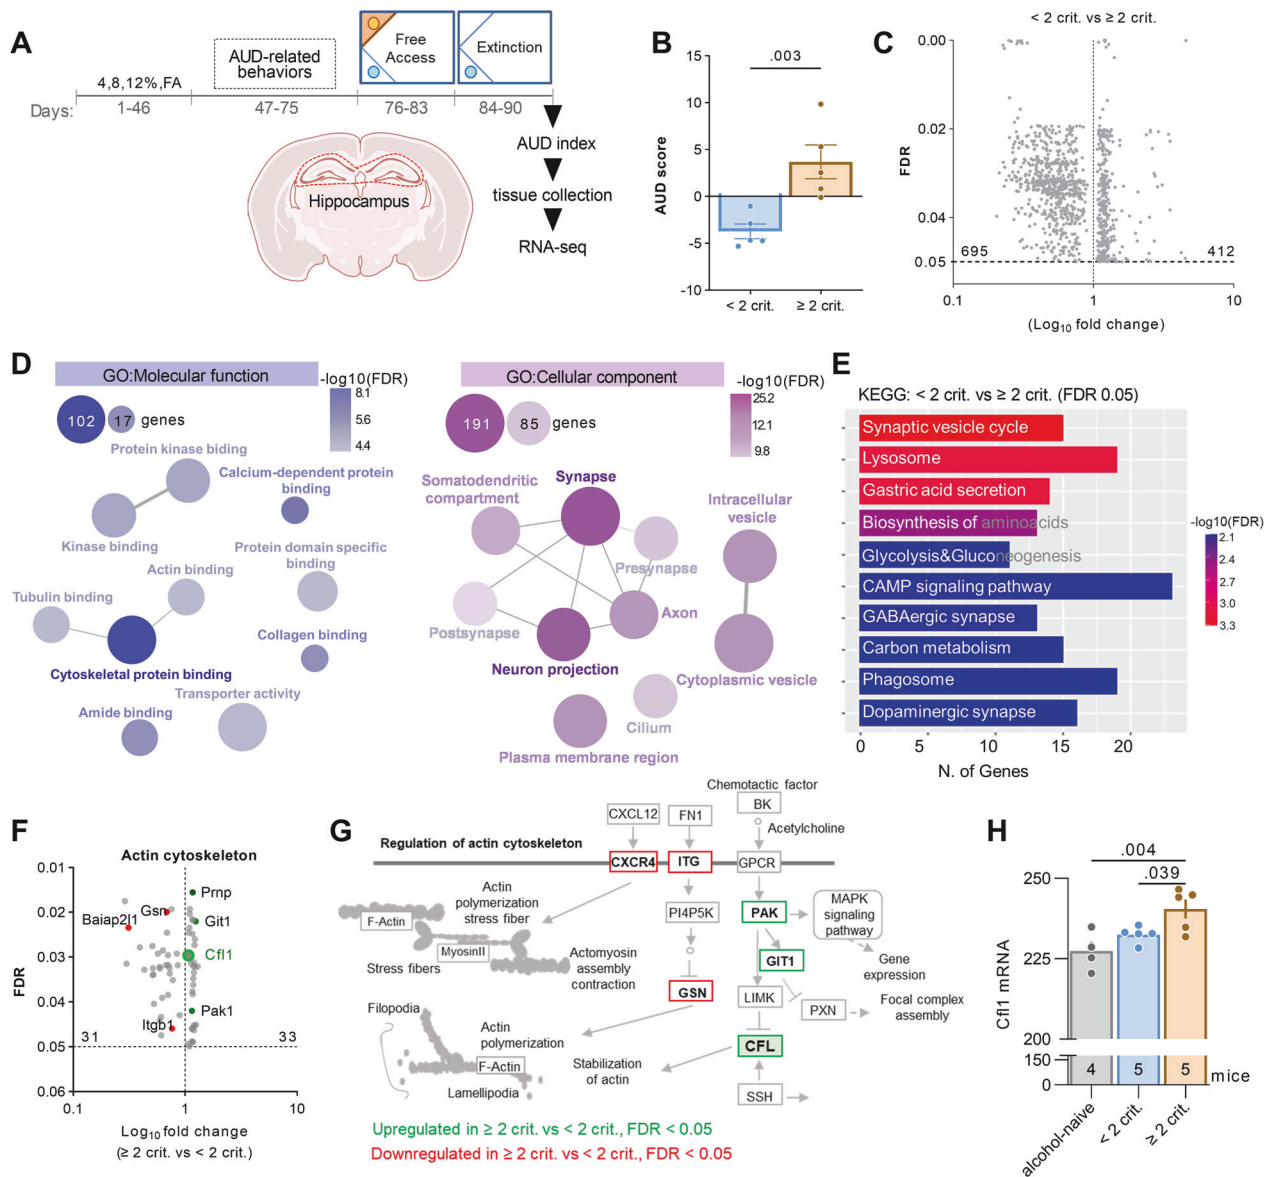 A
Free
Access
Extinction
AUD-related
behaviors
4,8,12%,FA
Days:
1-46
47-75
76-83
84-90
AUD index
tissue collection
RNA-seq
Hippocampus
B
.003
15
10
5
0
-5
-10
AUD score
< 2 crit.
≥ 2 crit.
C
< 2 crit. vs ≥ 2 crit.
0.00
0.02
0.04
0.05
FDR
695
412
0.1
1
10
(Log10 fold change)
D
GO:Molecular function
-log10(FDR)
8.1
5.6
4.4
102
17
genes
Protein kinase biding
Calcium-dependent protein
binding
Kinase binding
Protein domain specific
binding
Actin binding
Tubulin binding
Collagen binding
Cytoskeletal protein binding
Transporter activity
Amide binding
GO:Cellular component
-log10(FDR)
25.2
12.1
9.8
191
85
genes
Somatodendritic
compartment
Synapse
Intracellular
vesicle
Presynapse
Postsynapse
Axon
Neuron projection
Cytoplasmic vesicle
Cilium
Plasma membrane region
E
KEGG: < 2 crit. vs ≥ 2 crit. (FDR 0.05)
Synaptic vesicle cycle
Lysosome
Gastric acid secretion
Biosynthesis of aminoacids
Glycolysis&Gluconeogenesis
CAMP signaling pathway
GABAergic synapse
Carbon metabolism
Phagosome
Dopaminergic synapse
0
5
10
15
20
N. of Genes
-log10(FDR)
2.1
2.4
2.7
3.0
3.3
F
Actin cytoskeleton
0.01
0.02
0.03
0.04
0.05
0.06
FDR
Prnp
Gsn
Baiap2l1
Git1
Cfl1
Pak1
Itgb1
31
33
0.1
1
10
Log10 fold change
(≥ 2 crit. vs < 2 crit.)
G
Chemotactic factor
CXCL12
FN1
BK
Acetylcholine
Regulation of actin cytoskeleton
CXCR4
ITG
GPCR
Actin
polymerization
stress fiber
F-Actin
MyosinII
Stress fibers
Actomyosin
assembly
contraction
PI4P5K
PAK
MAPK
signaling
pathway
GIT1
Gene
expression
GSN
LIMK
PXN
Focal complex
assembly
Filopodia
Actin
polymerization
F-Actin
Lamellipodia
CFL
Stabilization
of actin
SSH
Upregulated in ≥ 2 crit. vs < 2 crit., FDR < 0.05
Downregulated in ≥ 2 crit. vs < 2 crit., FDR < 0.05
H
.004
.039
250
225
200
150
0
Cfl1 mRNA
4
5
5
mice
alcohol-naive
< 2 crit.
≥ 2 crit.